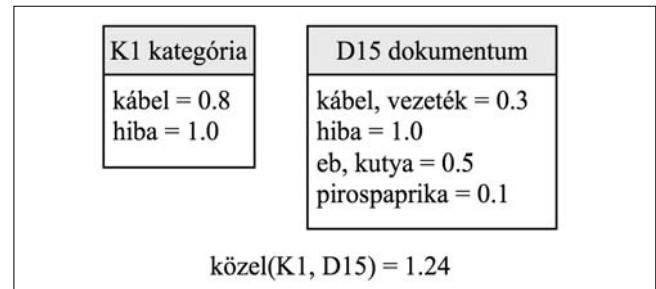 K1 kategória
kábel = 0.8
hiba = 1.0
D15 dokumentum
kábel, vezeték = 0.3
hiba = 1.0
eb, kutya = 0.5
pirospaprika = 0.1
közel(K1, D15) = 1.24